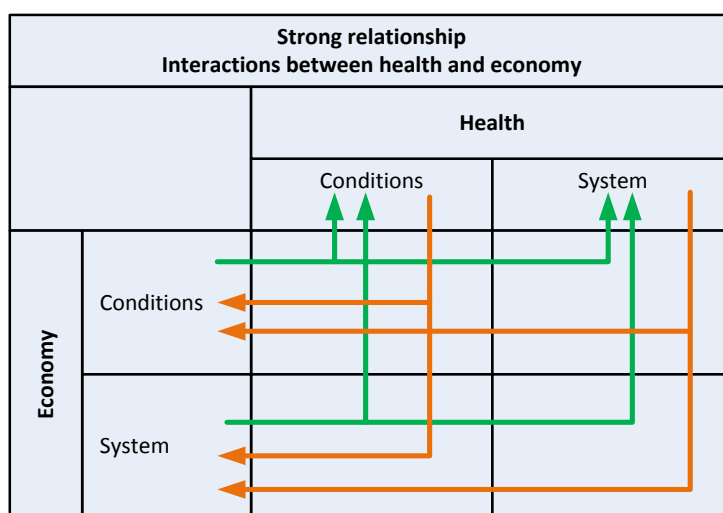 Strong relationship
Interactions between health and economy
Health
Conditions
System
Economy
Conditions
System